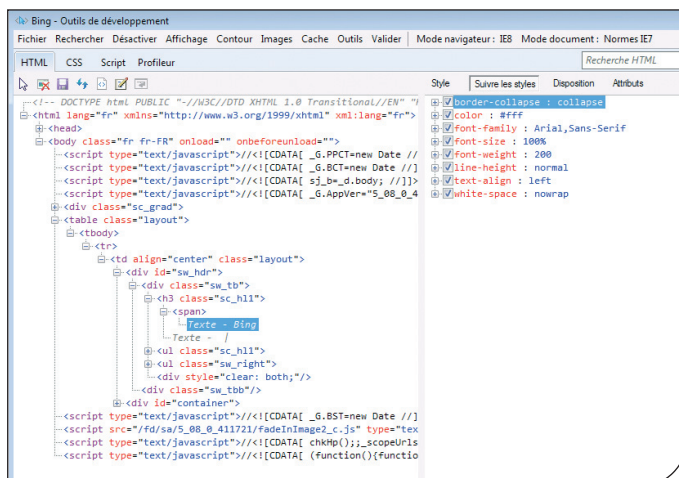 Bing - Outils de développement
Fichier Rechercher Désactiver Affichage Contour Images Cache Outils Valider | Mode navigateur : IE8 Mode document : Normes IE7
HTML CSS Script Profileur Recherche HTML
Style Suivre les styles Disposition Attributs
<!-- DOCTYPE html PUBLIC "-//W3C//DTD XHTML 1.0 Transitional//EN"
<html lang="fr" xmlns="http://www.w3.org/1999/xhtml" xml:lang="fr">
<head>
<body class="fr fr-FR" onload="" onbeforeunload="">
<script type="text/javascript">//<![CDATA[ _G.PPCT=new Date //
<script type="text/javascript">//<![CDATA[ _G.BCT=new Date //]
<script type="text/javascript">//<![CDATA[ sj_b=_d.body; //]]>
<script type="text/javascript">//<![CDATA[ _G.AppVer="5_08_0_4
<div class="sc_grad">
<table class="layout">
<tbody>
<tr>
<td align="center" class="layout">
<div id="sw_hdr">
<div class="sw_tb">
<h3 class="sc_hl1">
<span>
Texte - Bing
Texte - |
<ul class="sc_hl1">
<ul class="sw_right">
<div style="clear: both;"/>
<div class="sw_tbb"/>
<div id="container">
<script type="text/javascript">//<![CDATA[ _G.BST=new Date //]
<script src="/fd/sa/5_08_0_411721/fadeInImage2_c.js" type="tex
<script type="text/javascript">//<![CDATA[ chkHp();;_scopeUrls
<script type="text/javascript">//<![CDATA[ (function(){functio
border-collapse : collapse
color : #fff
font-family : Arial,Sans-Serif
font-size : 100%
font-weight : 200
line-height : normal
text-align : left
white-space : nowrap